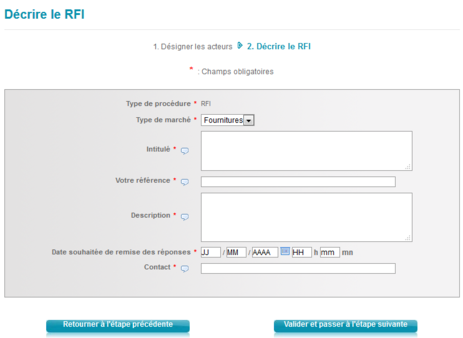 Décrire le RFI
1. Désigner les acteurs 2. Décrire le RFI
* : Champs obligatoires
Type de procédure * RFI
Type de marché * Fournitures
Intitulé *
Votre référence *
Description *
Date souhaitée de remise des réponses * JJ / MM / AAAA HH h mm mn
Contact *
Retourner à l'étape précédente Valider et passer à l'étape suivante